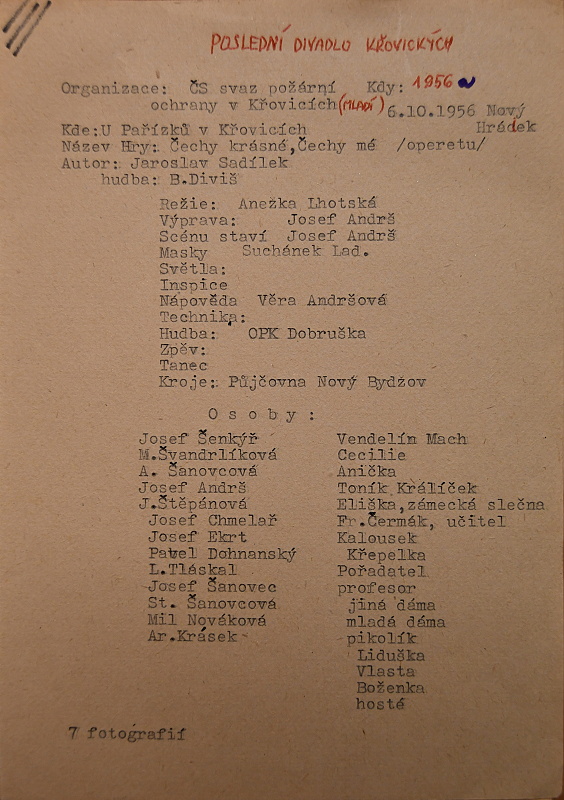 POSLEDNÍ DIVADLO KŘOVICKÝCH
Organizace: ČS svaz požární Kdy: 1956
ochrany v Křovicích (MLADÍ) 6.10.1956 Nový
Kde:U Pařízků v Křovicích Hrádek
Název Hry: Čechy krásné,Čechy mé /operetu/
Autor: Jaroslav Sadílek
hudba: B.Diviš
Režie: Anežka Lhotská
Výprava: Josef Andrš
Scénu staví Josef Andrš
Masky Suchánek Lad.
Světla:
Inspice
Nápověda Věra Andršová
Technika:
Hudba: OPK Dobruška
Zpěv:
Tanec
Kroje: Půjčovna Nový Bydžov
Osoby:
Josef Šenkýř Vendelín Mach
M.Švandrlíková Cecilie
A. Šanovcová Anička
Josef Andrš Toník Králíček
J.Štěpánová Eliška,zámecká slečna
Josef Chmelař Fr.Čermák, učitel
Josef Ekrt Kalousek
Pavel Dohnanský Křepelka
L.Tláskal Pořadatel
Josef Šanovec profesor
St. Šanovcová jiná dáma
Mil Nováková mladá dáma
Ar.Krásek pikolík
Liduška
Vlasta
Boženka
hosté
7 fotografií